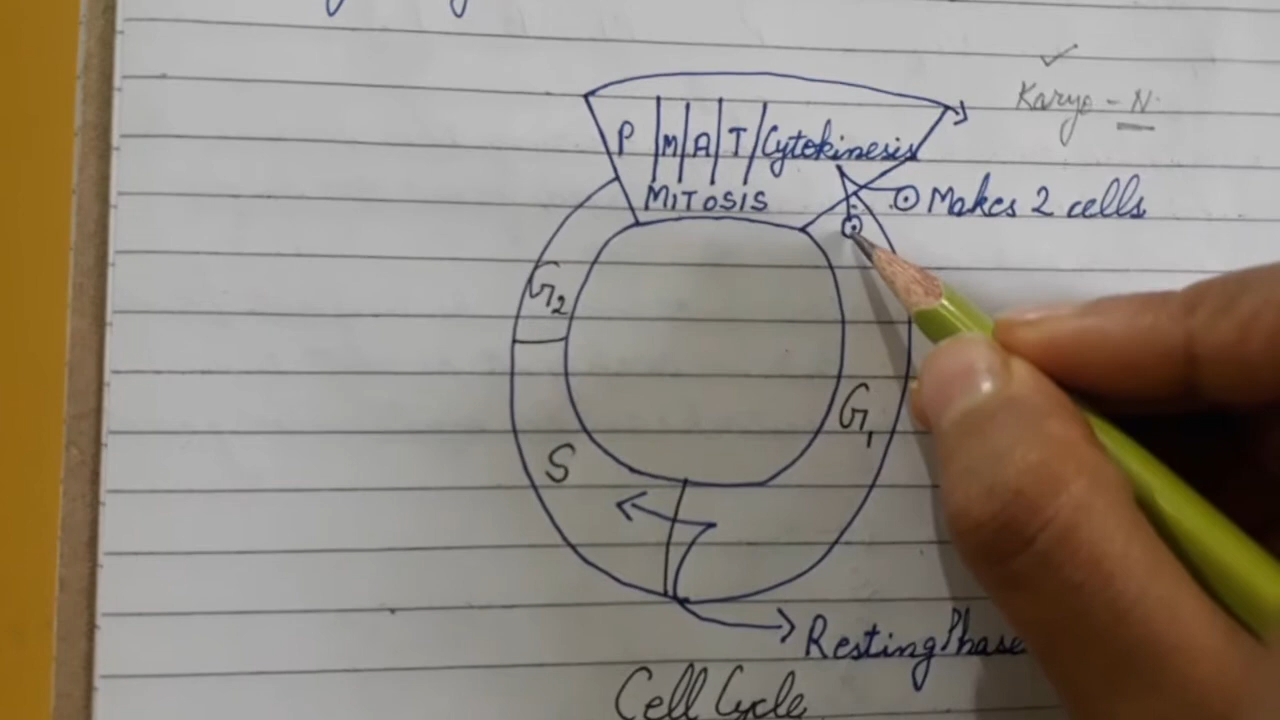 Karyo - N.
P M A T Cytokinesis
MiTOSIS
Makes 2 cells
G2
G1
S
Resting Phase
Cell Cycle